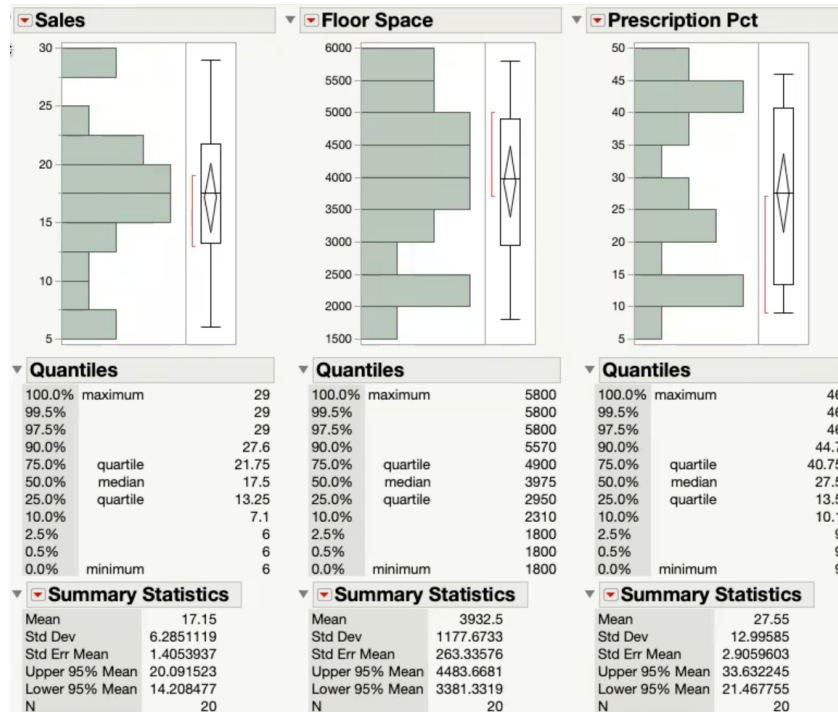 Sales
30
25
20
15
10
5
Quantiles
100.0% maximum 29
99.5% 29
97.5% 29
90.0% 27.6
75.0% quartile 21.75
50.0% median 17.5
25.0% quartile 13.25
10.0% 7.1
2.5% 6
0.5% 6
0.0% minimum 6
Summary Statistics
Mean 17.15
Std Dev 6.2851119
Std Err Mean 1.4053937
Upper 95% Mean 20.091523
Lower 95% Mean 14.208477
N 20
Floor Space
6000
5500
5000
4500
4000
3500
3000
2500
2000
1500
Quantiles
100.0% maximum 5800
99.5% 5800
97.5% 5800
90.0% 5570
75.0% quartile 4900
50.0% median 3975
25.0% quartile 2950
10.0% 2310
2.5% 1800
0.5% 1800
0.0% minimum 1800
Summary Statistics
Mean 3932.5
Std Dev 1177.6733
Std Err Mean 263.33576
Upper 95% Mean 4483.6681
Lower 95% Mean 3381.3319
N 20
Prescription Pct
50
45
40
35
30
25
20
15
10
5
Quantiles
100.0% maximum 46
99.5% 46
97.5% 46
90.0% 44.7
75.0% quartile 40.75
50.0% median 27.5
25.0% quartile 13.5
10.0% 10.1
2.5%
0.5%
0.0% minimum
Summary Statistics
Mean 27.55
Std Dev 12.99585
Std Err Mean 2.9059603
Upper 95% Mean 33.632245
Lower 95% Mean 21.467755
N 20